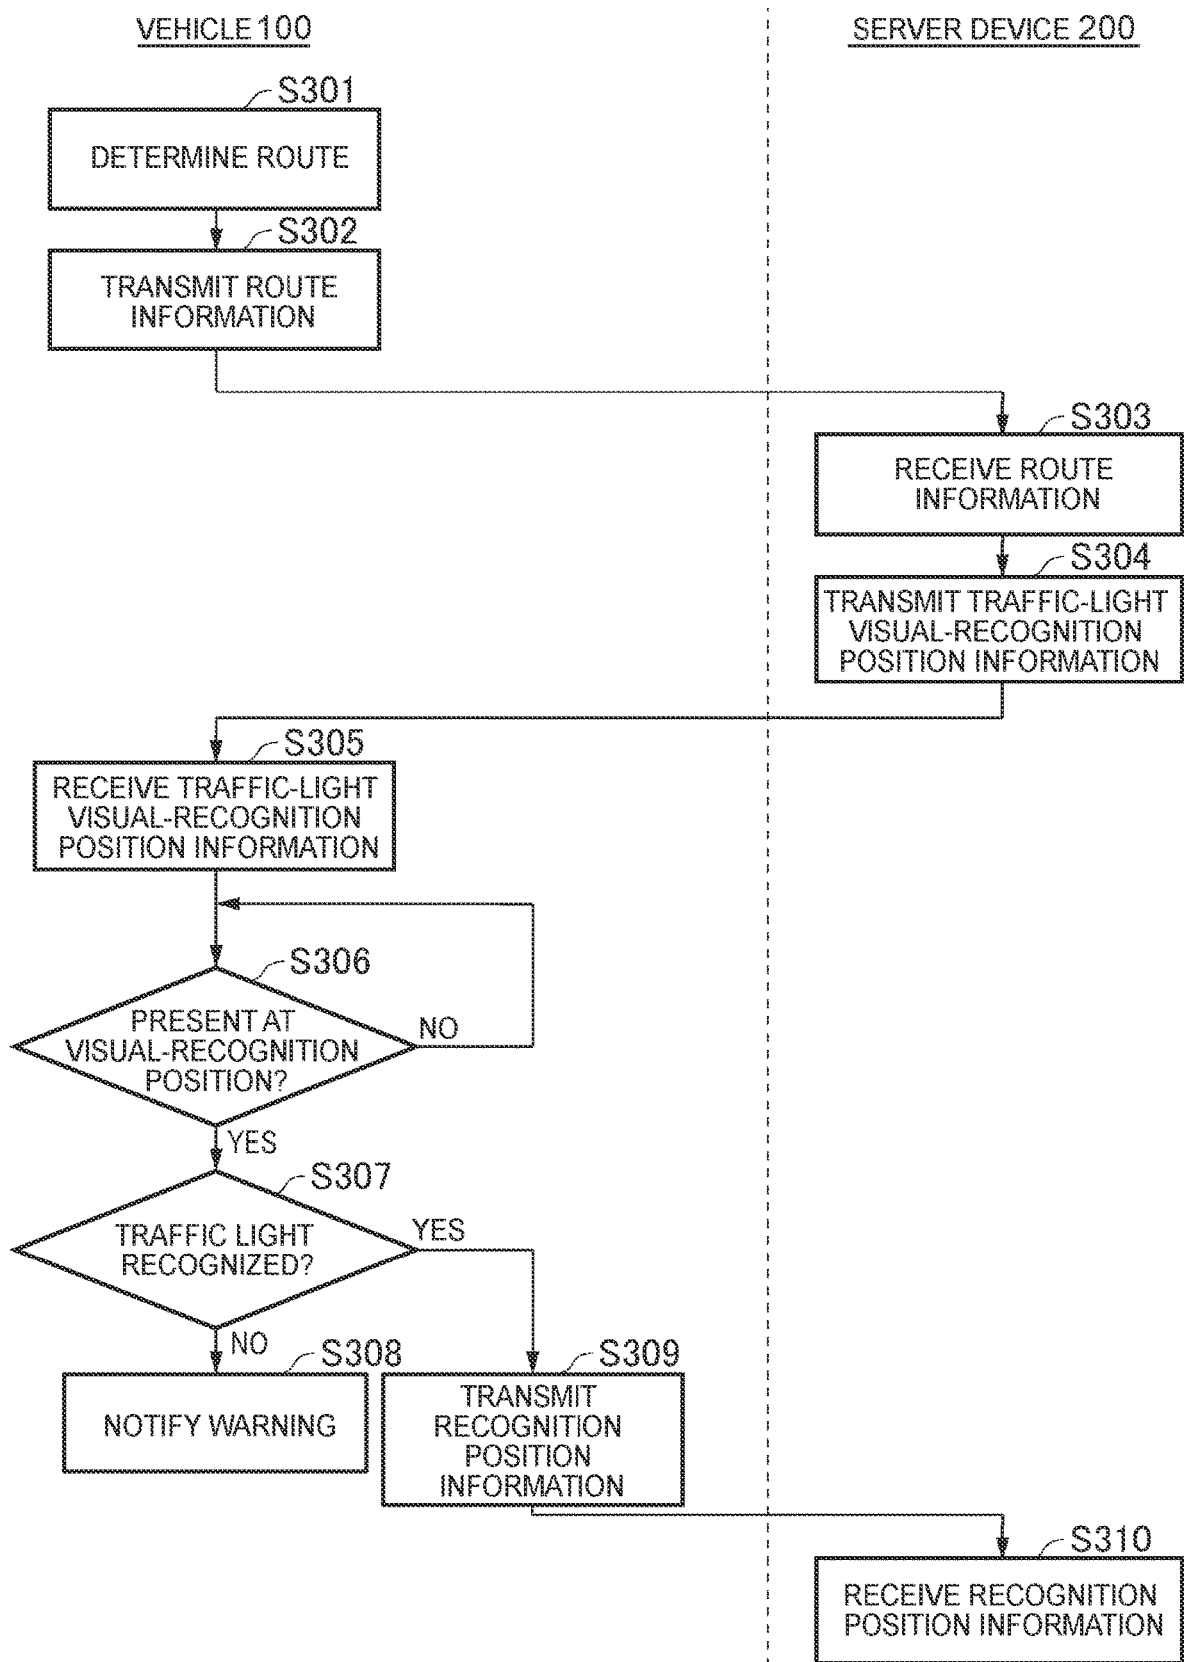 VEHICLE 100
SERVER DEVICE 200
S301
DETERMINE ROUTE
S302
TRANSMIT ROUTE
INFORMATION
S303
RECEIVE ROUTE
INFORMATION
S304
TRANSMIT TRAFFIC-LIGHT
VISUAL-RECOGNITION
POSITION INFORMATION
S305
RECEIVE TRAFFIC-LIGHT
VISUAL-RECOGNITION
POSITION INFORMATION
S306
PRESENT AT
VISUAL-RECOGNITION
POSITION?
NO
YES
S307
TRAFFIC LIGHT
RECOGNIZED?
YES
NO
S308
NOTIFY WARNING
S309
TRANSMIT
RECOGNITION
POSITION
INFORMATION
S310
RECEIVE RECOGNITION
POSITION INFORMATION